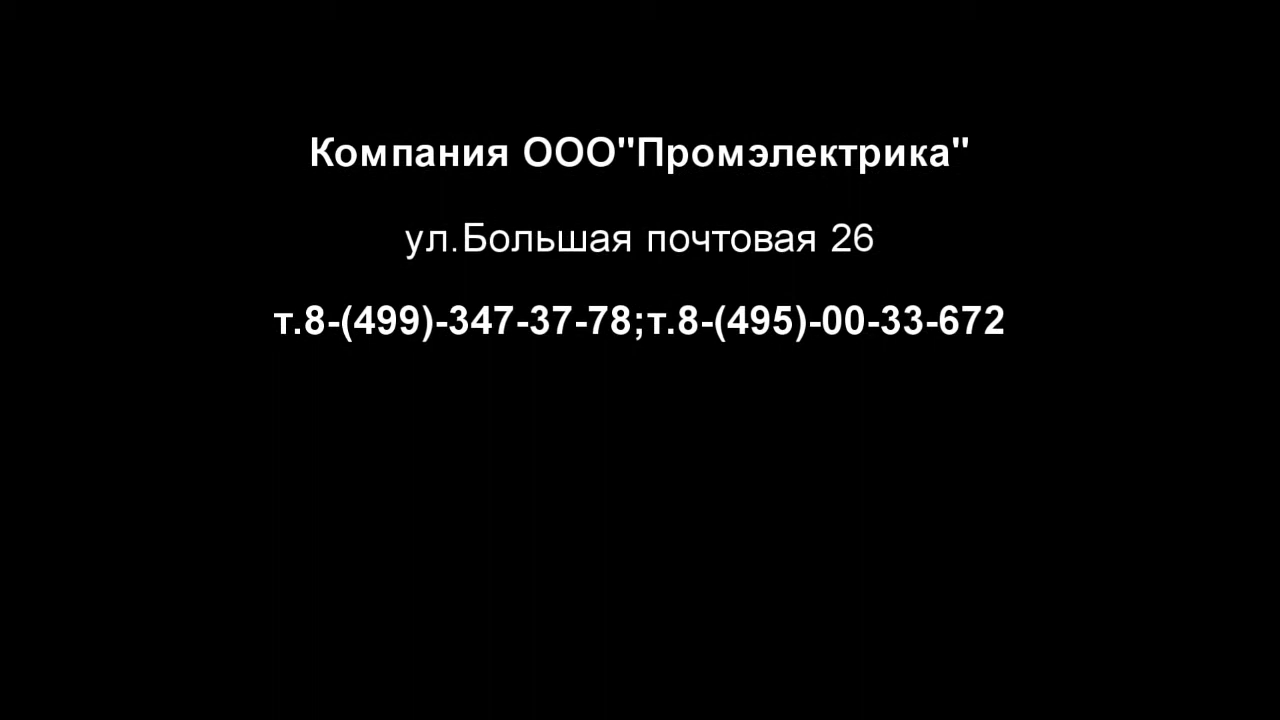 Компания ООО"Промэлектрика"
ул.Большая почтовая 26
т.8-(499)-347-37-78;т.8-(495)-00-33-672